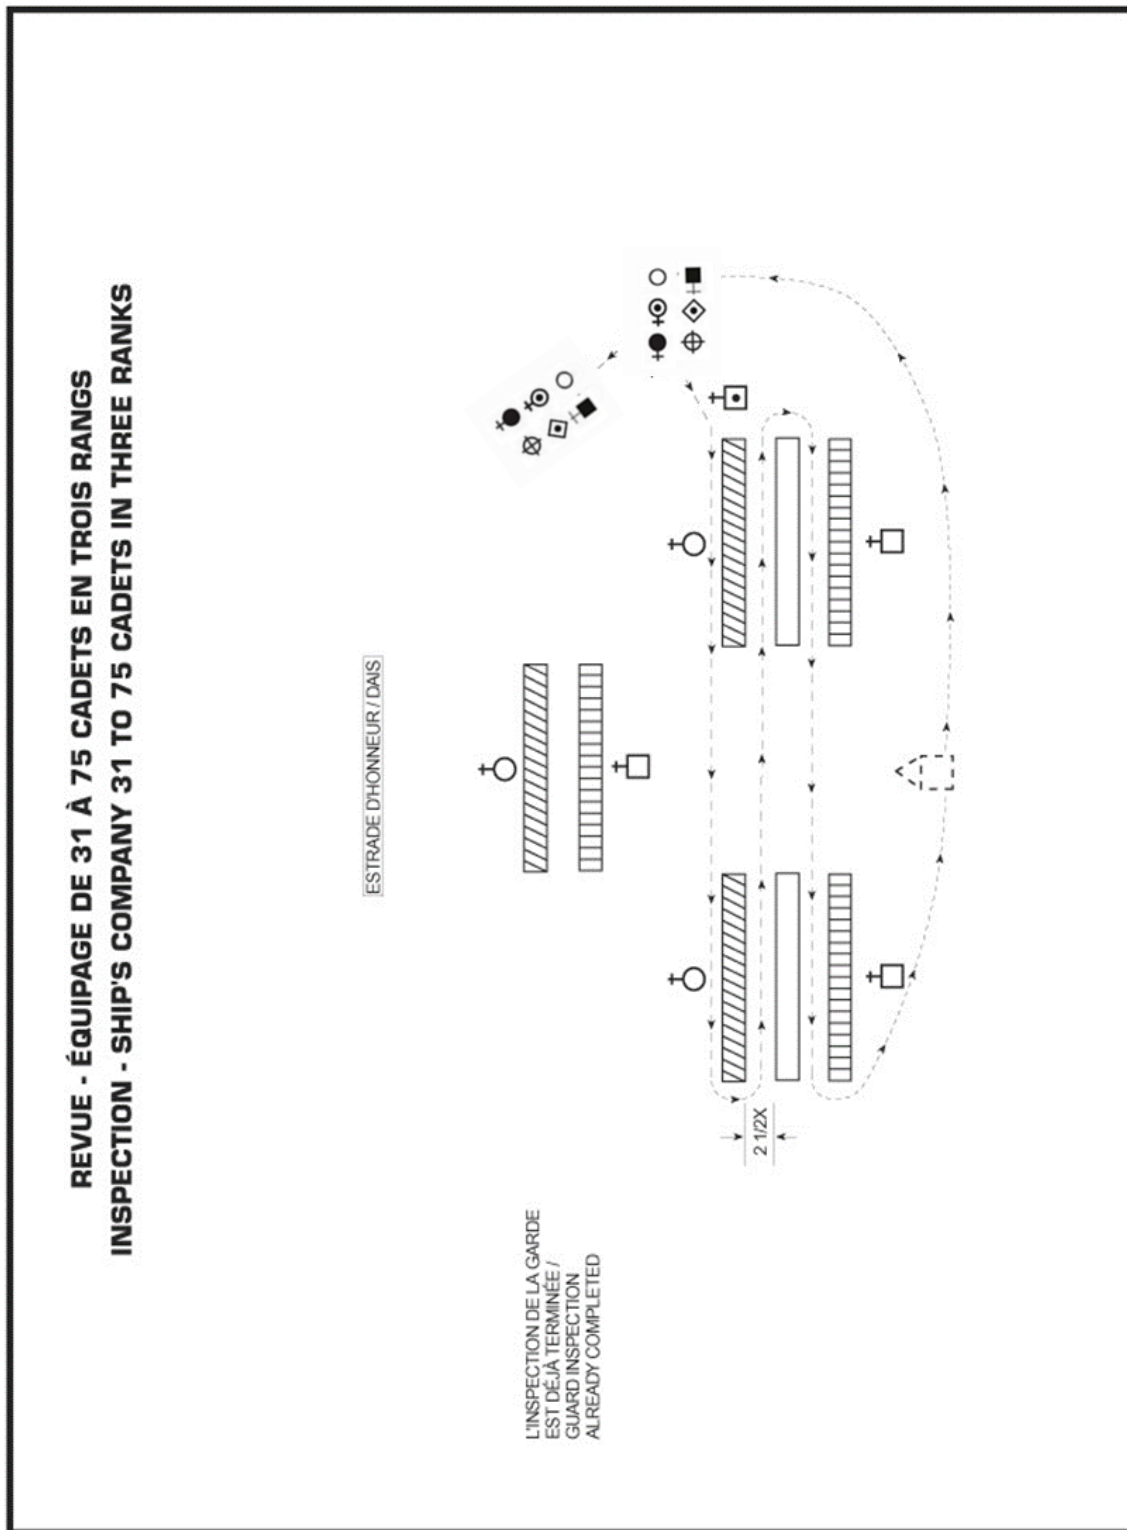 REVUE - ÉQUIPAGE DE 31 À 75 CADETS EN TROIS RANGS
INSPECTION - SHIP'S COMPANY 31 TO 75 CADETS IN THREE RANKS
ESTRADE D'HONNEUR / DAIS
L'INSPECTION DE LA GARDE
EST DÉJÀ TERMINÉE /
GUARD INSPECTION
ALREADY COMPLETED
2 1/2X